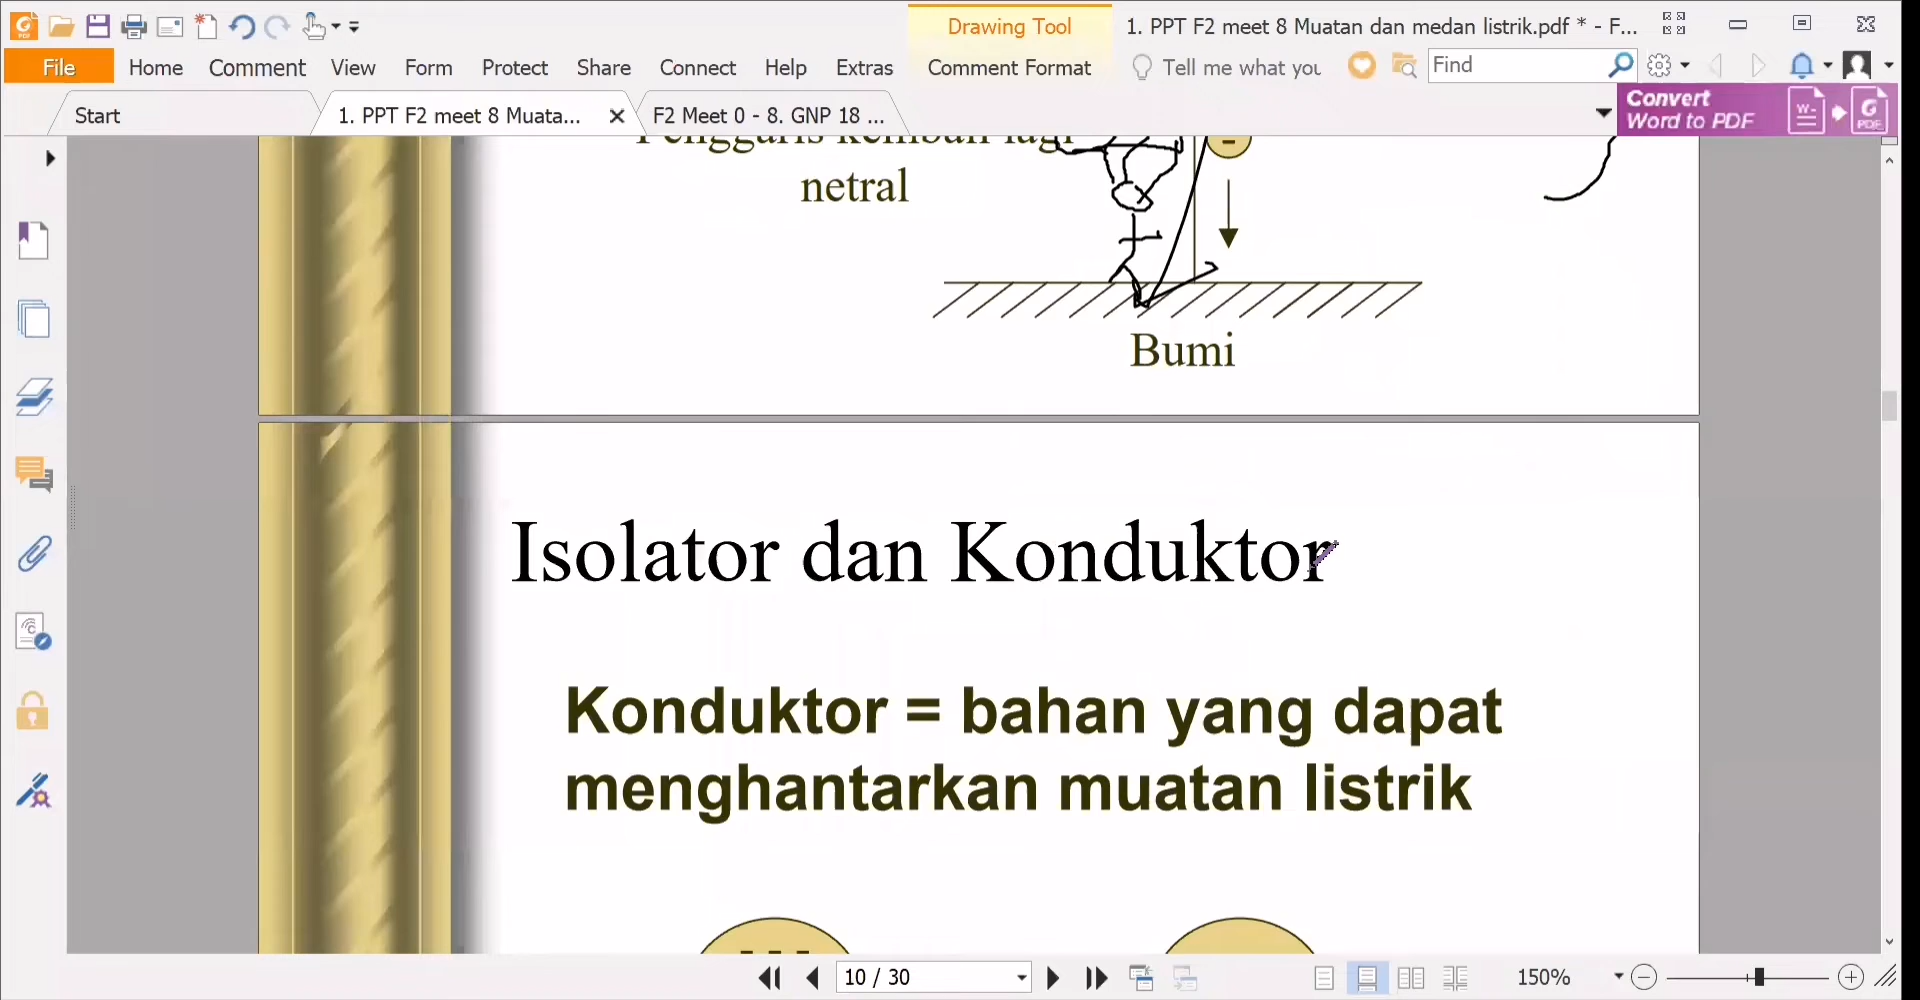 Drawing Tool
1. PPT F2 meet 8 Muatan dan medan listrik.pdf * - F...
File Home Comment View Form Protect Share Connect Help Extras Comment Format Tell me what you Find
Start
1. PPT F2 meet 8 Muata...
F2 Meet 0 - 8. GNP 18 ...
Convert
Word to PDF
Penggaris kembali lagi
netral
-
Bumi
Isolator dan Konduktor
Konduktor = bahan yang dapat
menghantarkan muatan listrik
10 / 30
150%